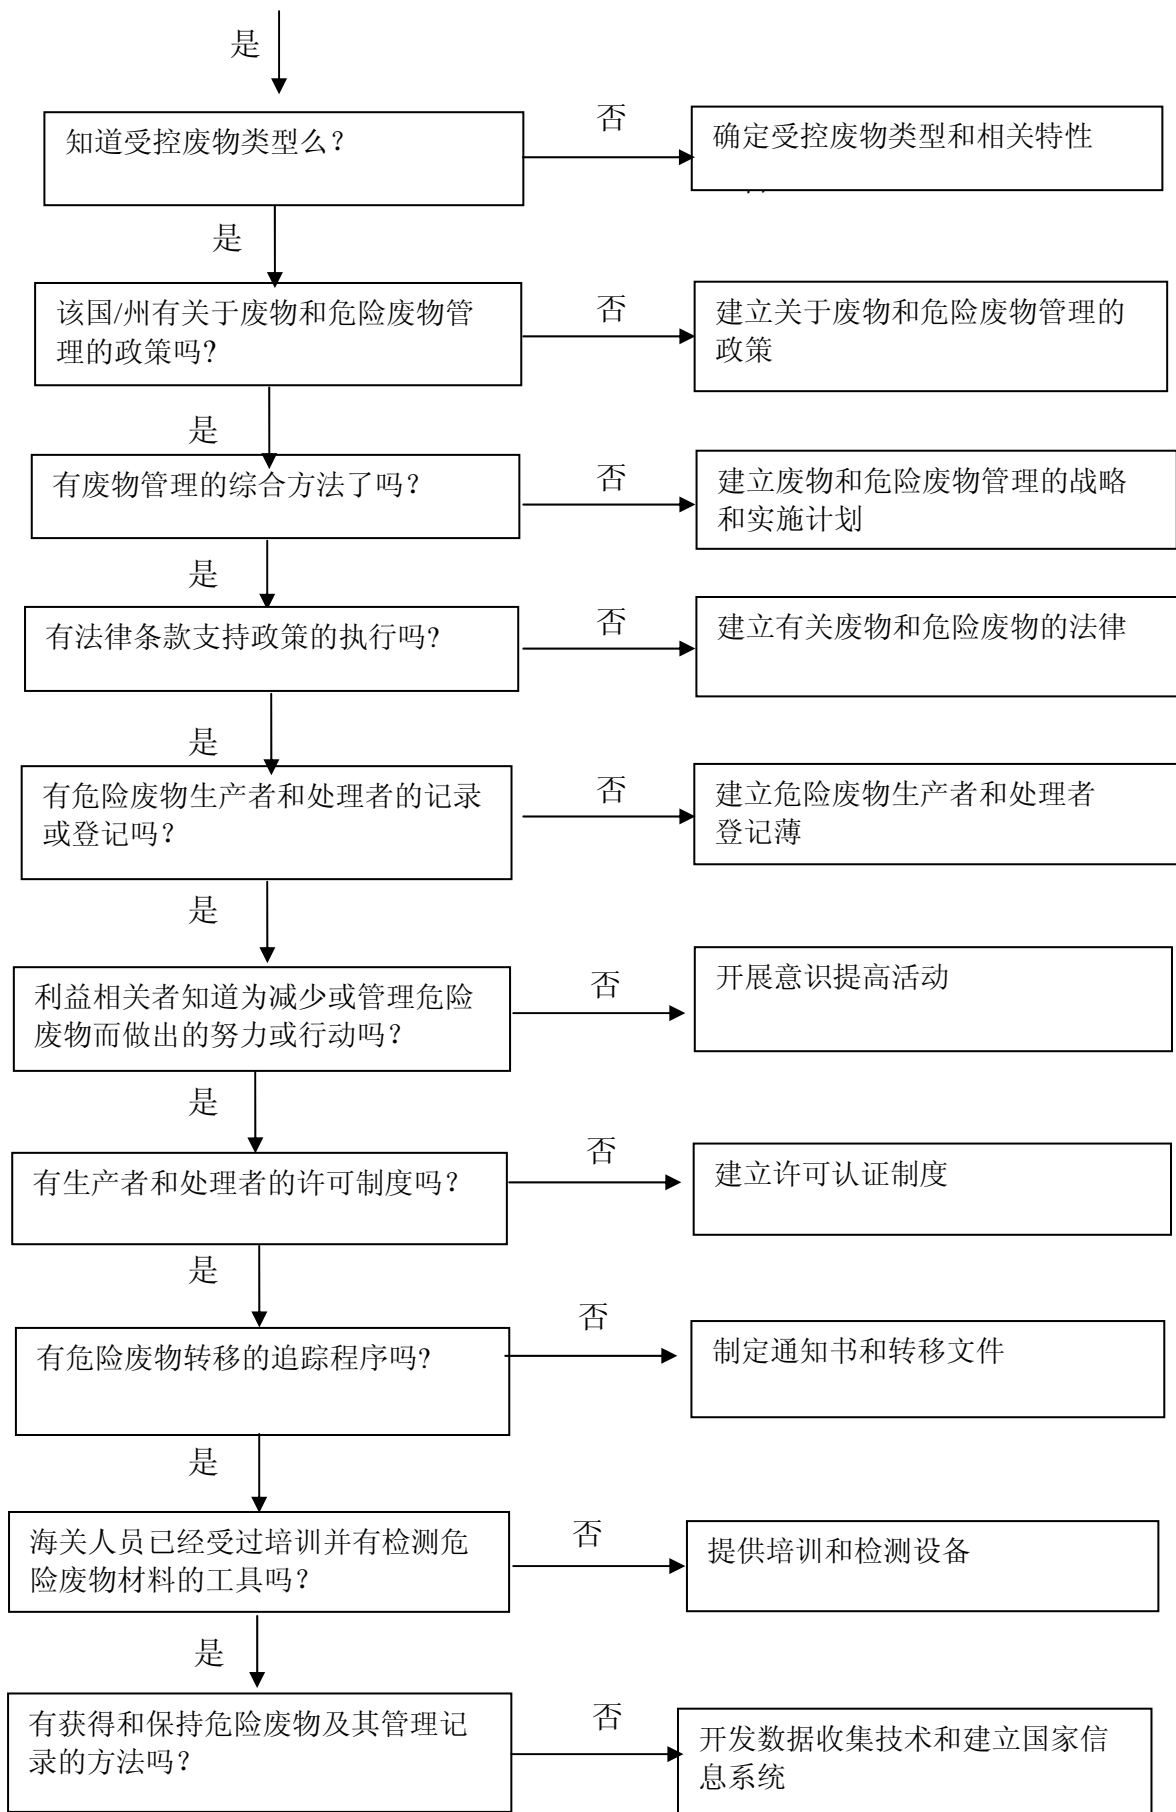 是
知道受控废物类型么？
否
确定受控废物类型和相关特性
是
该国/州有关于废物和危险废物管
理的政策吗?
否
建立关于废物和危险废物管理的
政策
是
有废物管理的综合方法了吗？
否
建立废物和危险废物管理的战略
和实施计划
是
有法律条款支持政策的执行吗?
否
建立有关废物和危险废物的法律
是
有危险废物生产者和处理者的记录
或登记吗？
否
建立危险废物生产者和处理者
登记薄
是
利益相关者知道为减少或管理危险
废物而做出的努力或行动吗？
否
开展意识提高活动
是
有生产者和处理者的许可制度吗？
否
建立许可认证制度
是
有危险废物转移的追踪程序吗?
否
制定通知书和转移文件
是
海关人员已经受过培训并有检测危
险废物材料的工具吗？
否
提供培训和检测设备
是
有获得和保持危险废物及其管理记
录的方法吗？
否
开发数据收集技术和建立国家信
息系统